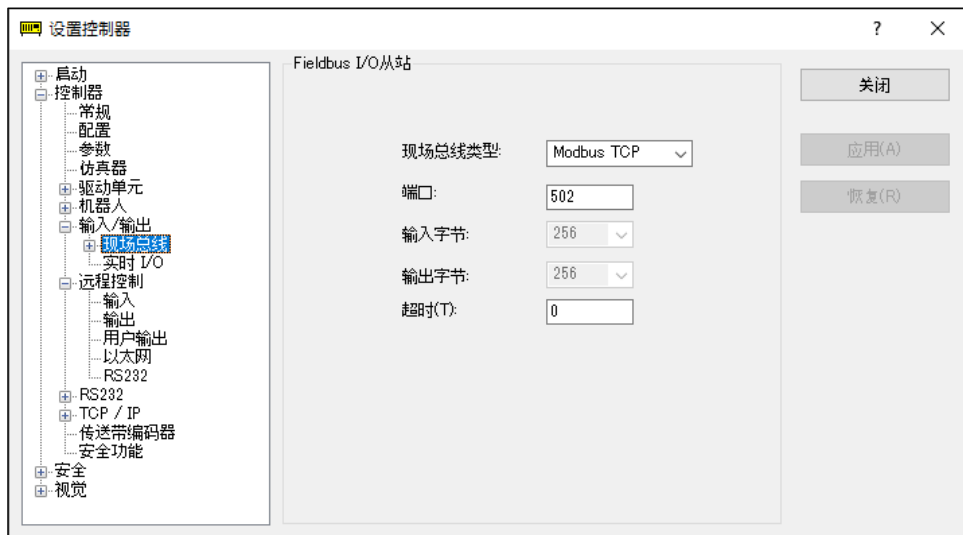 设置控制器
启动
控制器
常规
配置
参数
仿真器
驱动单元
机器人
输入/输出
现场总线
实时 I/O
远程控制
输入
输出
用户输出
以太网
RS232
RS232
TCP / IP
传送带编码器
安全功能
安全
视觉
Fieldbus I/O从站
现场总线类型: Modbus TCP
端口: 502
输入字节: 256
输出字节: 256
超时(T): 0
?
关闭
应用(A)
恢复(R)